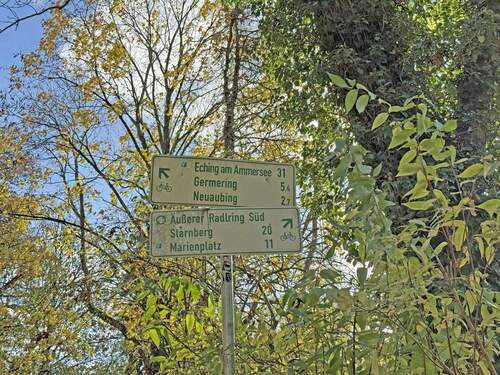 Eching am Ammersee 31
Germering 5,4
Neuaubing 2,7
Äußerer Radlring Süd
Starnberg 20
Marienplatz 11